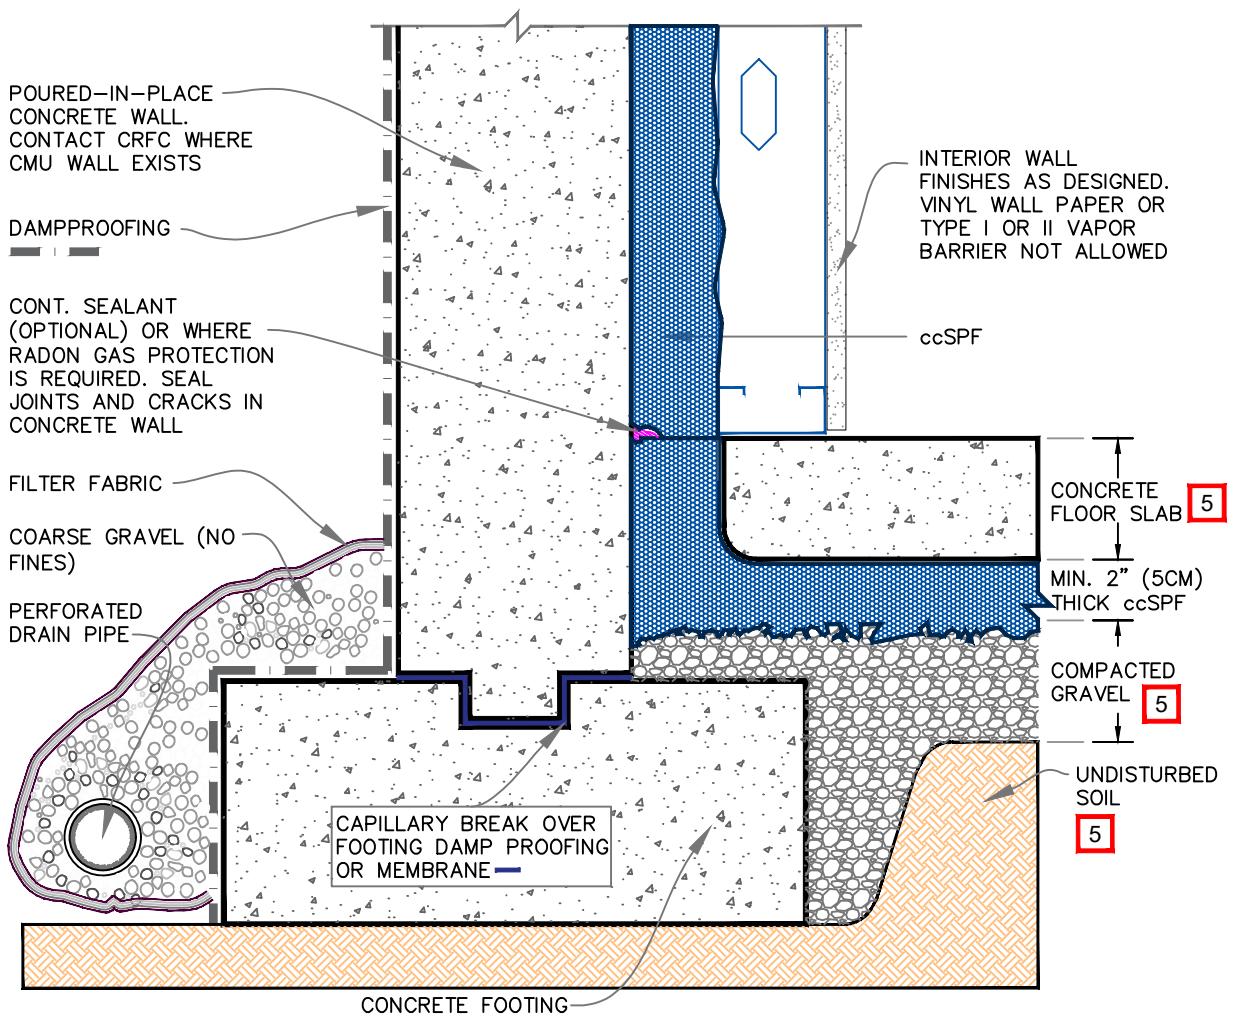 POURED-IN-PLACE
CONCRETE WALL.
CONTACT CRFC WHERE
CMU WALL EXISTS
DAMPPROOFING
CONT. SEALANT
(OPTIONAL) OR WHERE
RADON GAS PROTECTION
IS REQUIRED. SEAL
JOINTS AND CRACKS IN
CONCRETE WALL
FILTER FABRIC
COARSE GRAVEL (NO
FINES)
PERFORATED
DRAIN PIPE
INTERIOR WALL
FINISHES AS DESIGNED.
VINYL WALL PAPER OR
TYPE I OR II VAPOR
BARRIER NOT ALLOWED
ccSPF
CONCRETE
FLOOR SLAB 5
MIN. 2" (5CM)
THICK ccSPF
COMPACTED
GRAVEL 5
UNDISTURBED
SOIL
5
CAPILLARY BREAK OVER
FOOTING DAMP PROOFING
OR MEMBRANE
CONCRETE FOOTING